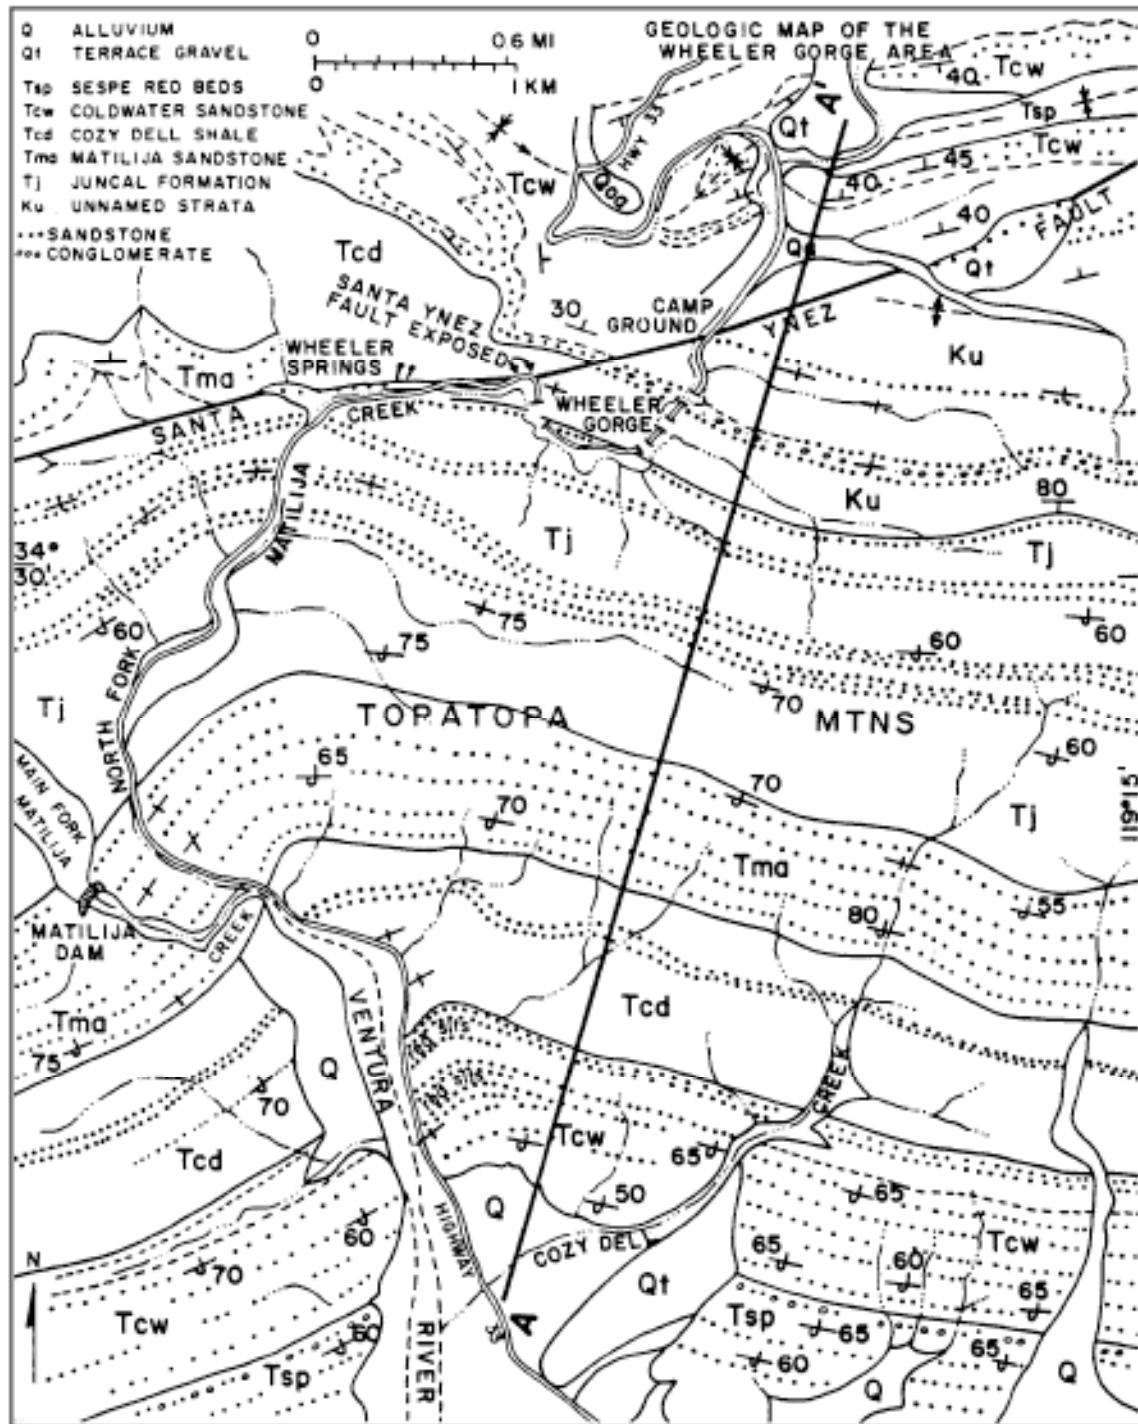 Q ALLUVIUM
Qt TERRACE GRAVEL
Tsp SESPE RED BEDS
Tcw COLDWATER SANDSTONE
Tcd COZY DELL SHALE
Tma MATILIJA SANDSTONE
Tj JUNCAL FORMATION
Ku UNNAMED STRATA
SANDSTONE
CONGLOMERATE
0 0.6 MI
0 1 KM
GEOLOGIC MAP OF THE
WHEELER GORGE AREA
Tcw
40
Tsp
A'
Qt
HWY 33
Tcw
45
Tcw
Qog
40
40
FAULT
Tcd
Qt
SANTA YNEZ
FAULT EXPOSED
30
CAMP
GROUND
YNEZ
Ku
WHEELER
SPRINGS
Tma
SANTA
CREEK
WHEELER
GORGE
MATILIJA
Ku
80
Tj
Tj
34°
30'
60
75
75
60
60
NORTH FORK
Tj
TOPATOPA
70
MTNS
65
60
MAIN FORK
MATILIJA
70
70
Tj
119°15'
Tma
55
80
MATILIJA
DAM
CREEK
Tma
Tcd
75
VENTURA
Q
70
CREEK
Tcd
Tcw
65
65
50
Q
60
HIGHWAY
COZY DEL
65
Tcw
N
70
Qt
60
65
Tcw
A
33
RIVER
60
Tsp
65
Tsp
60
65
Q
Q